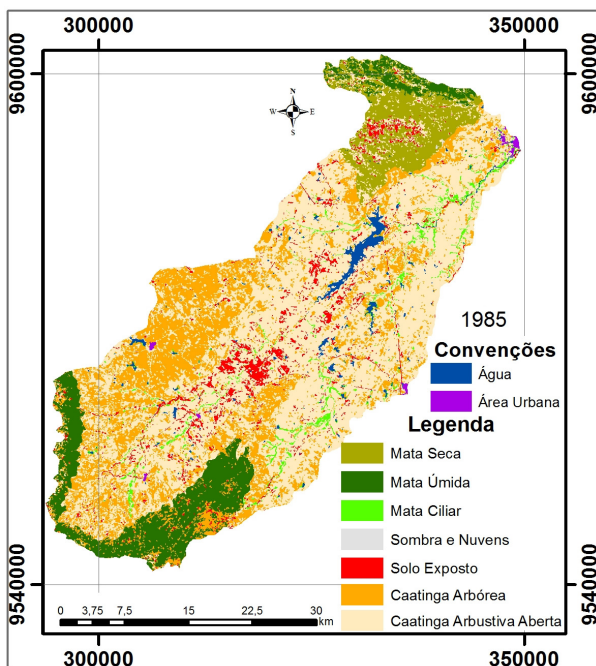 300000
350000
9600000
9600000
N
W E
S
1985
Convenções
Água
Área Urbana
Legenda
Mata Seca
Mata Úmida
Mata Ciliar
Sombra e Nuvens
Solo Exposto
Caatinga Arbórea
Caatinga Arbustiva Aberta
9540000
9540000
0 3,75 7,5 15 22,5 30
km
300000
350000